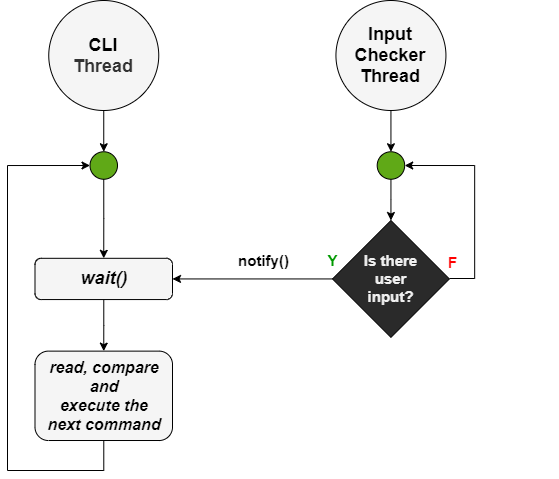 CLI
Thread
Input
Checker
Thread
wait()
notify()
Y
Is there
user
input?
F
read, compare
and
execute the
next command